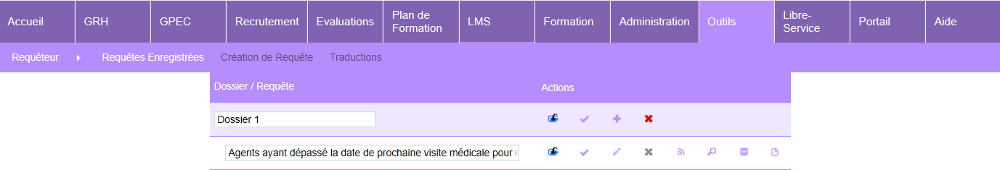 Accueil GRH GPEC Recrutement Evaluations Plan de Formation LMS Formation Administration Outils Libre-Service Portail Aide
Requêteur Requêtes Enregistrées Création de Requête Traductions
Dossier / Requête Actions
Dossier 1
Agents ayant dépassé la date de prochaine visite médicale pour